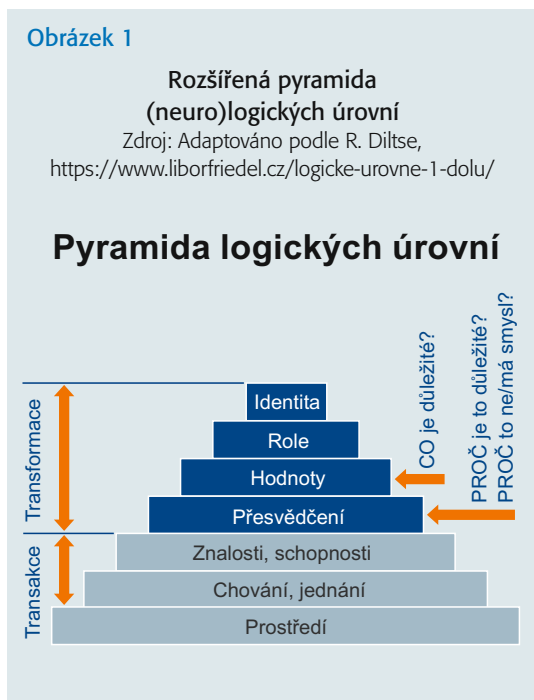 Obrázek 1
Rozšířená pyramida
(neuro)logických úrovní
Zdroj: Adaptováno podle R. Diltse,
https://www.liborfriedel.cz/logicke-urovne-1-dolu/
Pyramida logických úrovní
CO je důležité?
PROČ je to důležité?
PROČ to ne/má smysl?
Transformace
Identita
Role
Hodnoty
Přesvědčení
Transakce
Znalosti, schopnosti
Chování, jednání
Prostředí